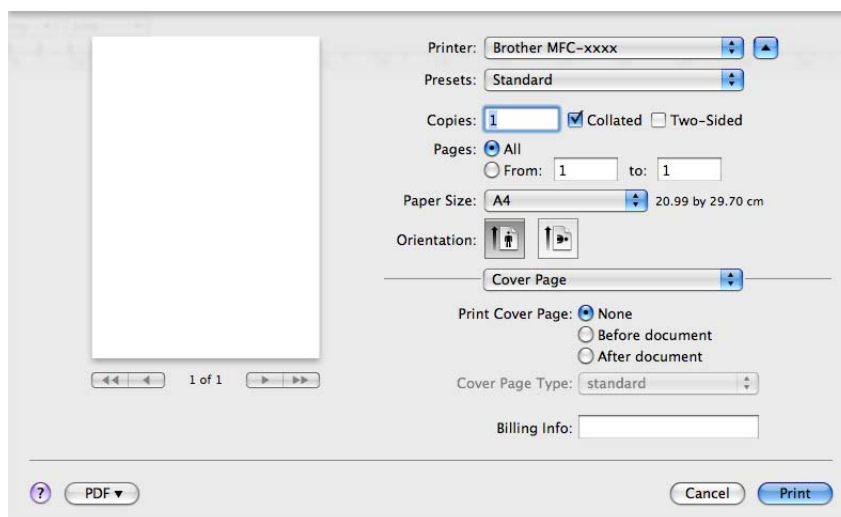 Printer: Brother MFC-xxxx
Presets: Standard
Copies: 1 Collated Two-Sided
Pages: All
From: 1 to: 1
Paper Size: A4 20.99 by 29.70 cm
Orientation:
Cover Page
Print Cover Page: None
Before document
After document
1 of 1
Cover Page Type: standard
Billing Info:
? PDF Cancel Print